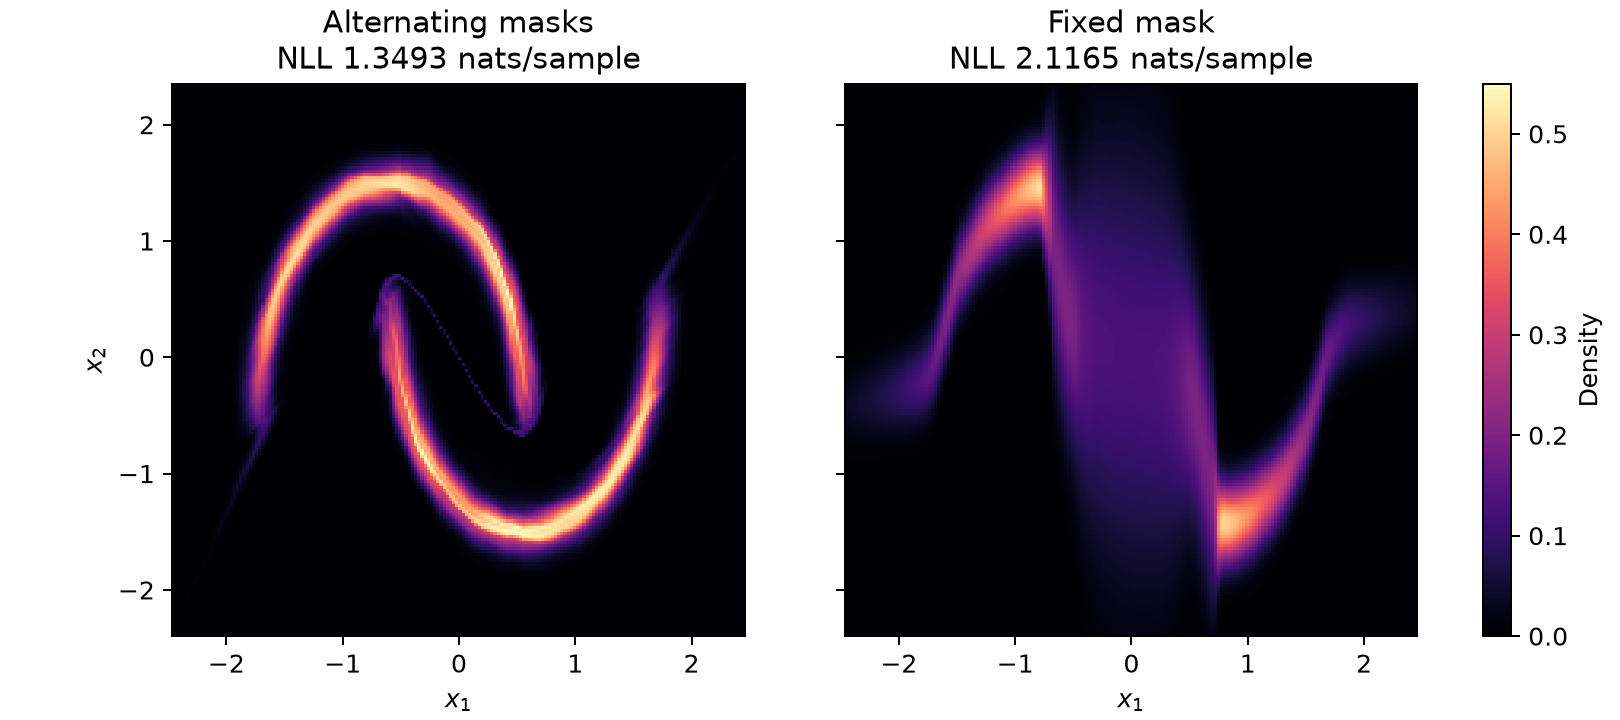 Alternating masks
NLL 1.3493 nats/sample
Fixed mask
NLL 2.1165 nats/sample
2
1
0
−1
−2
x2
−2 −1 0 1 2
x1
−2 −1 0 1 2
x1
0.5
0.4
0.3
0.2
0.1
0.0
Density